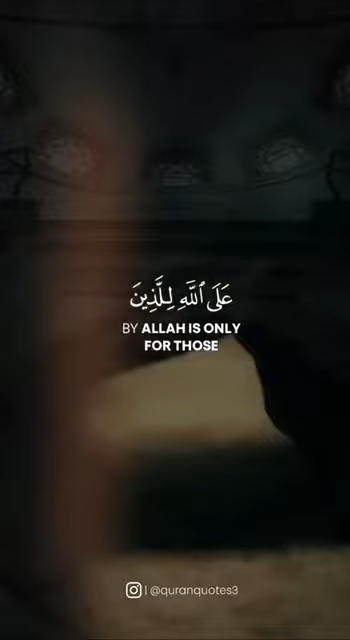 عَلَى ٱللَّهِ لِلَّذِينَ
BY ALLAH IS ONLY
FOR THOSE
| @quranquotes3